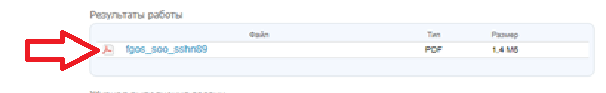 Результаты работы
Файл Тип Размер
fgos_soo_sshn89 PDF 1,4 Мб